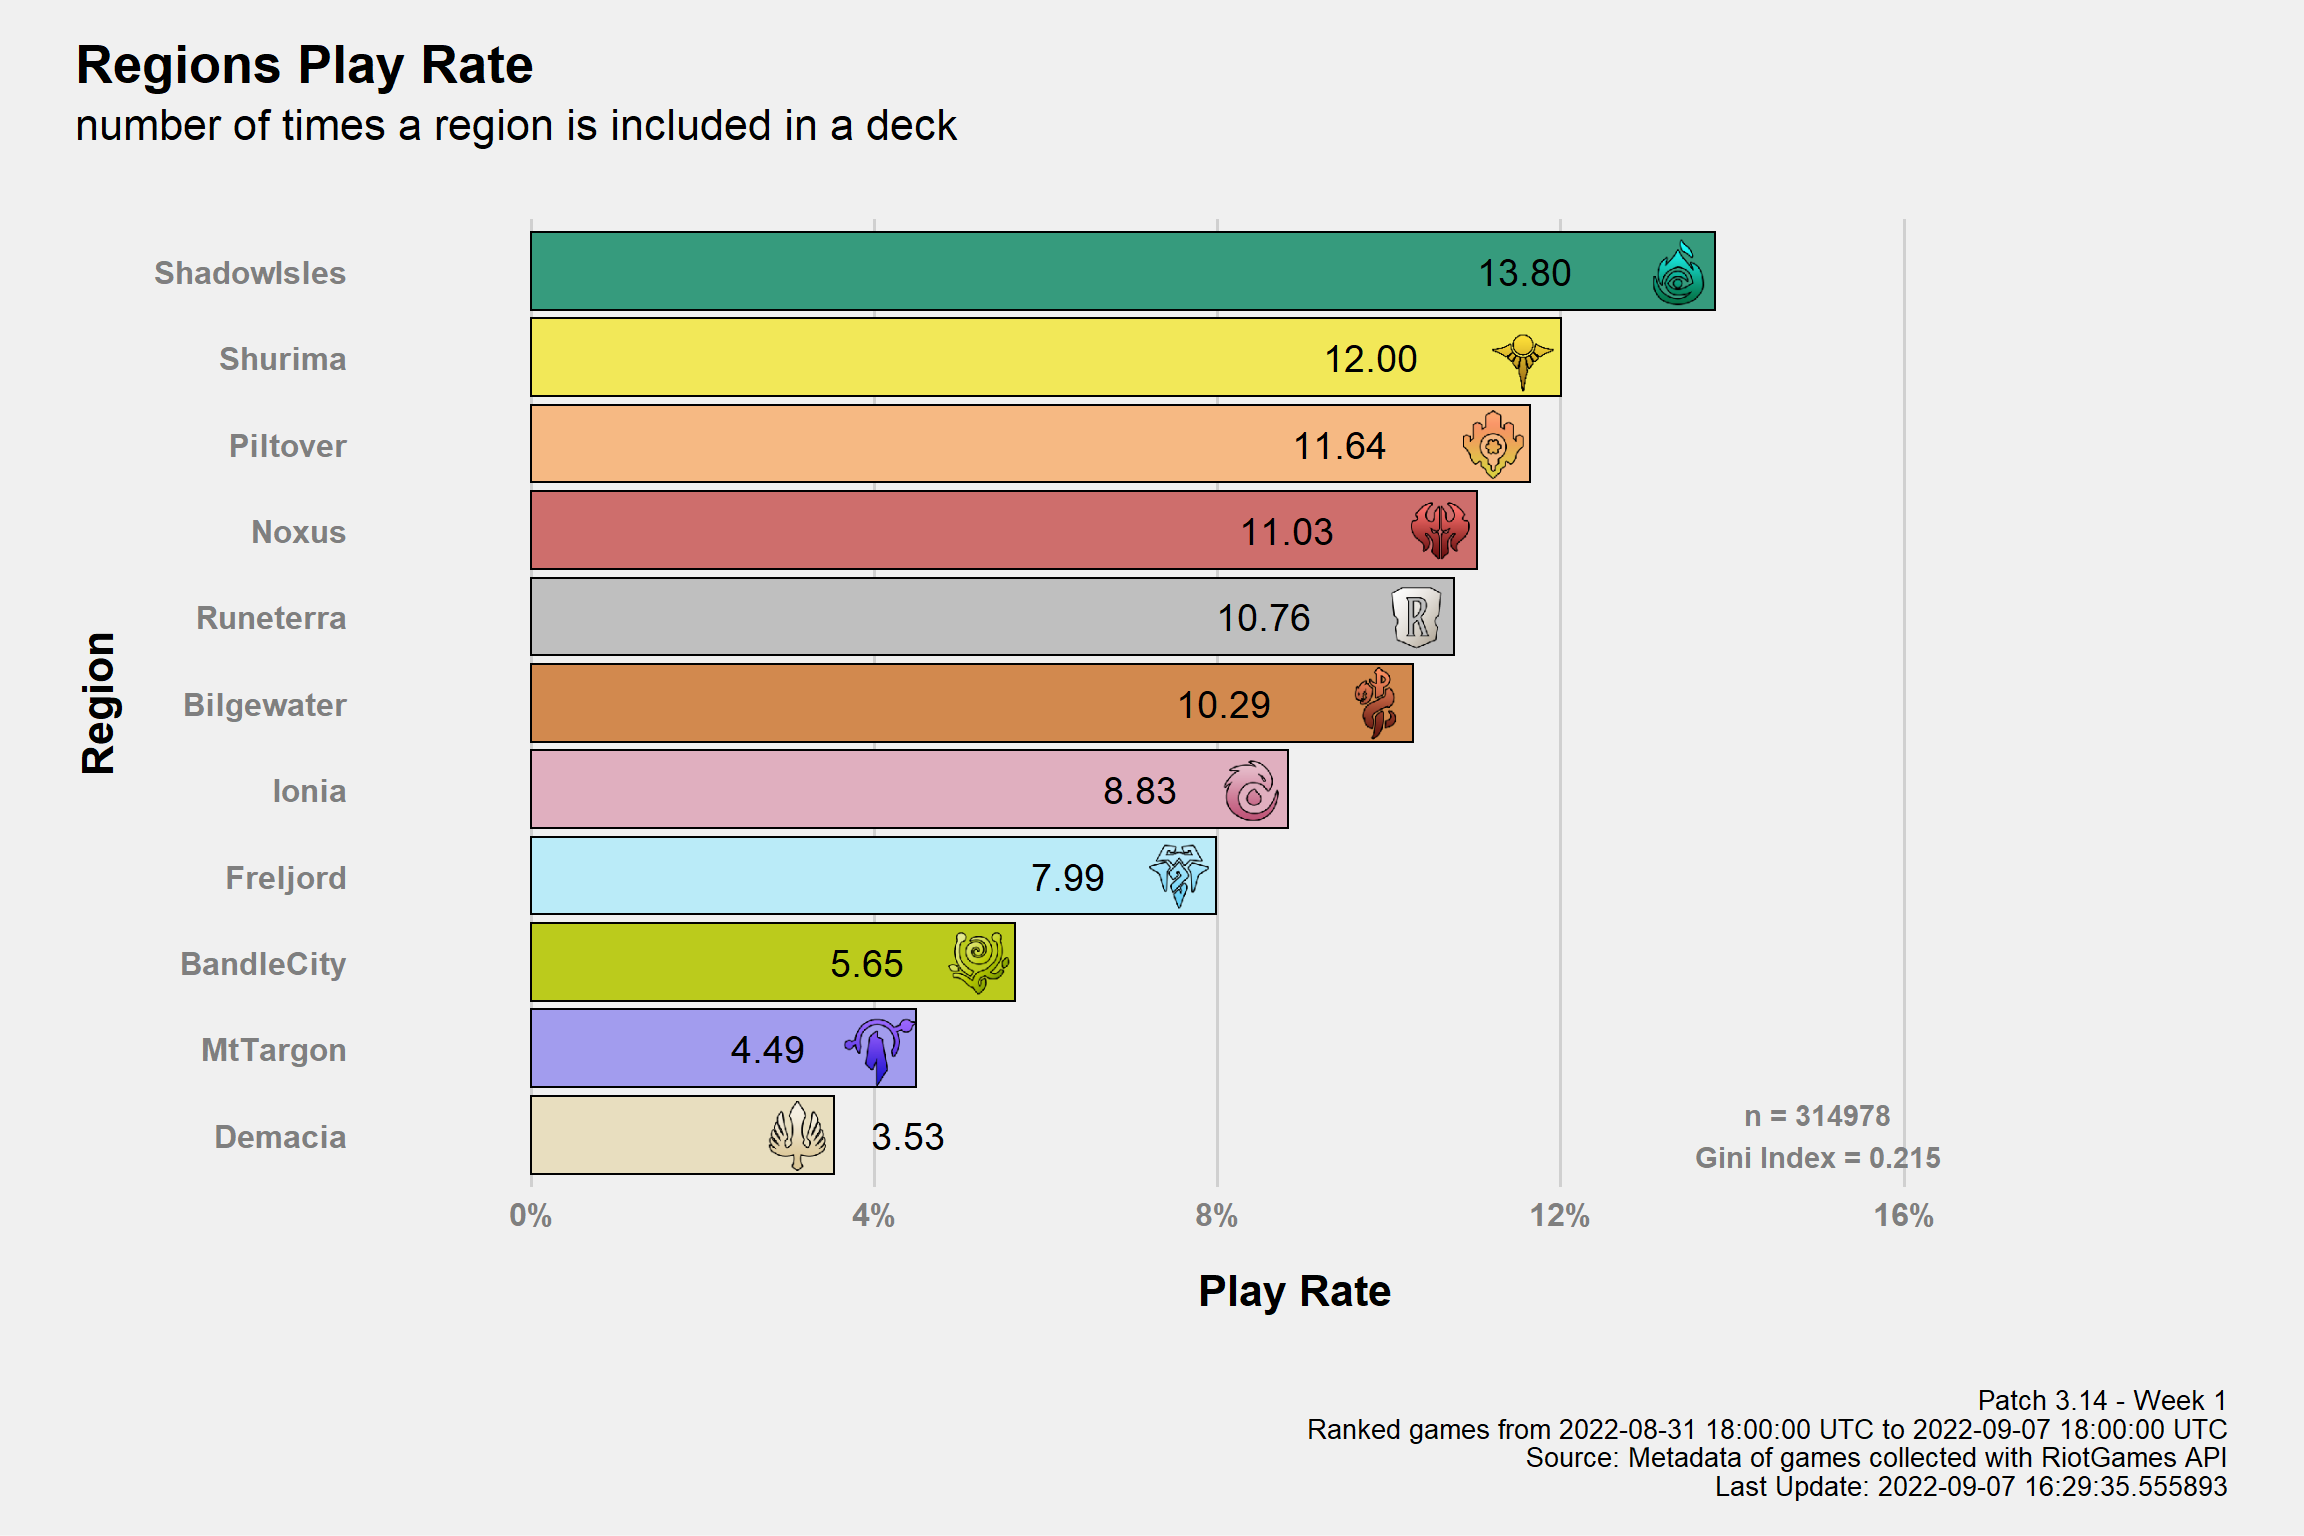 Regions Play Rate
number of times a region is included in a deck
Region
ShadowIsles 13.80
Shurima 12.00
Piltover 11.64
Noxus 11.03
Runeterra 10.76 R
Bilgewater 10.29
Ionia 8.83
Freljord 7.99
BandleCity 5.65
MtTargon 4.49
Demacia 3.53
n = 314978
Gini Index = 0.215
0% 4% 8% 12% 16%
Play Rate
Patch 3.14 - Week 1
Ranked games from 2022-08-31 18:00:00 UTC to 2022-09-07 18:00:00 UTC
Source: Metadata of games collected with RiotGames API
Last Update: 2022-09-07 16:29:35.555893